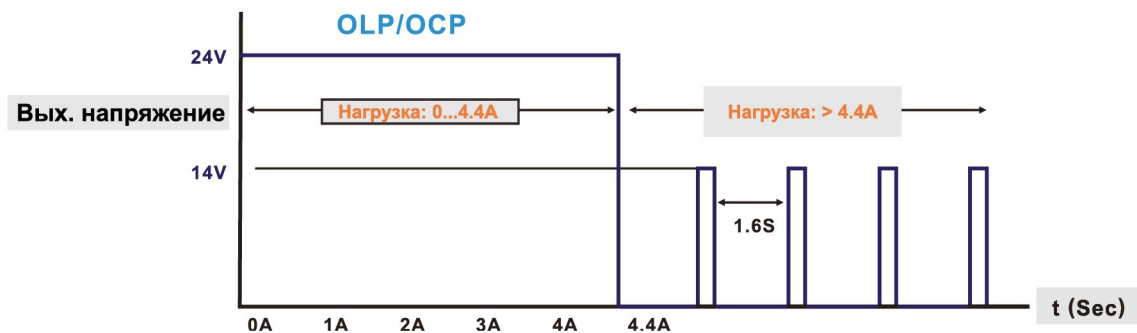 OLP/OCP
24V
Вых. напряжение
Нагрузка: 0...4.4A
Нагрузка: > 4.4A
14V
1.6S
t (Sec)
0A 1A 2A 3A 4A 4.4A